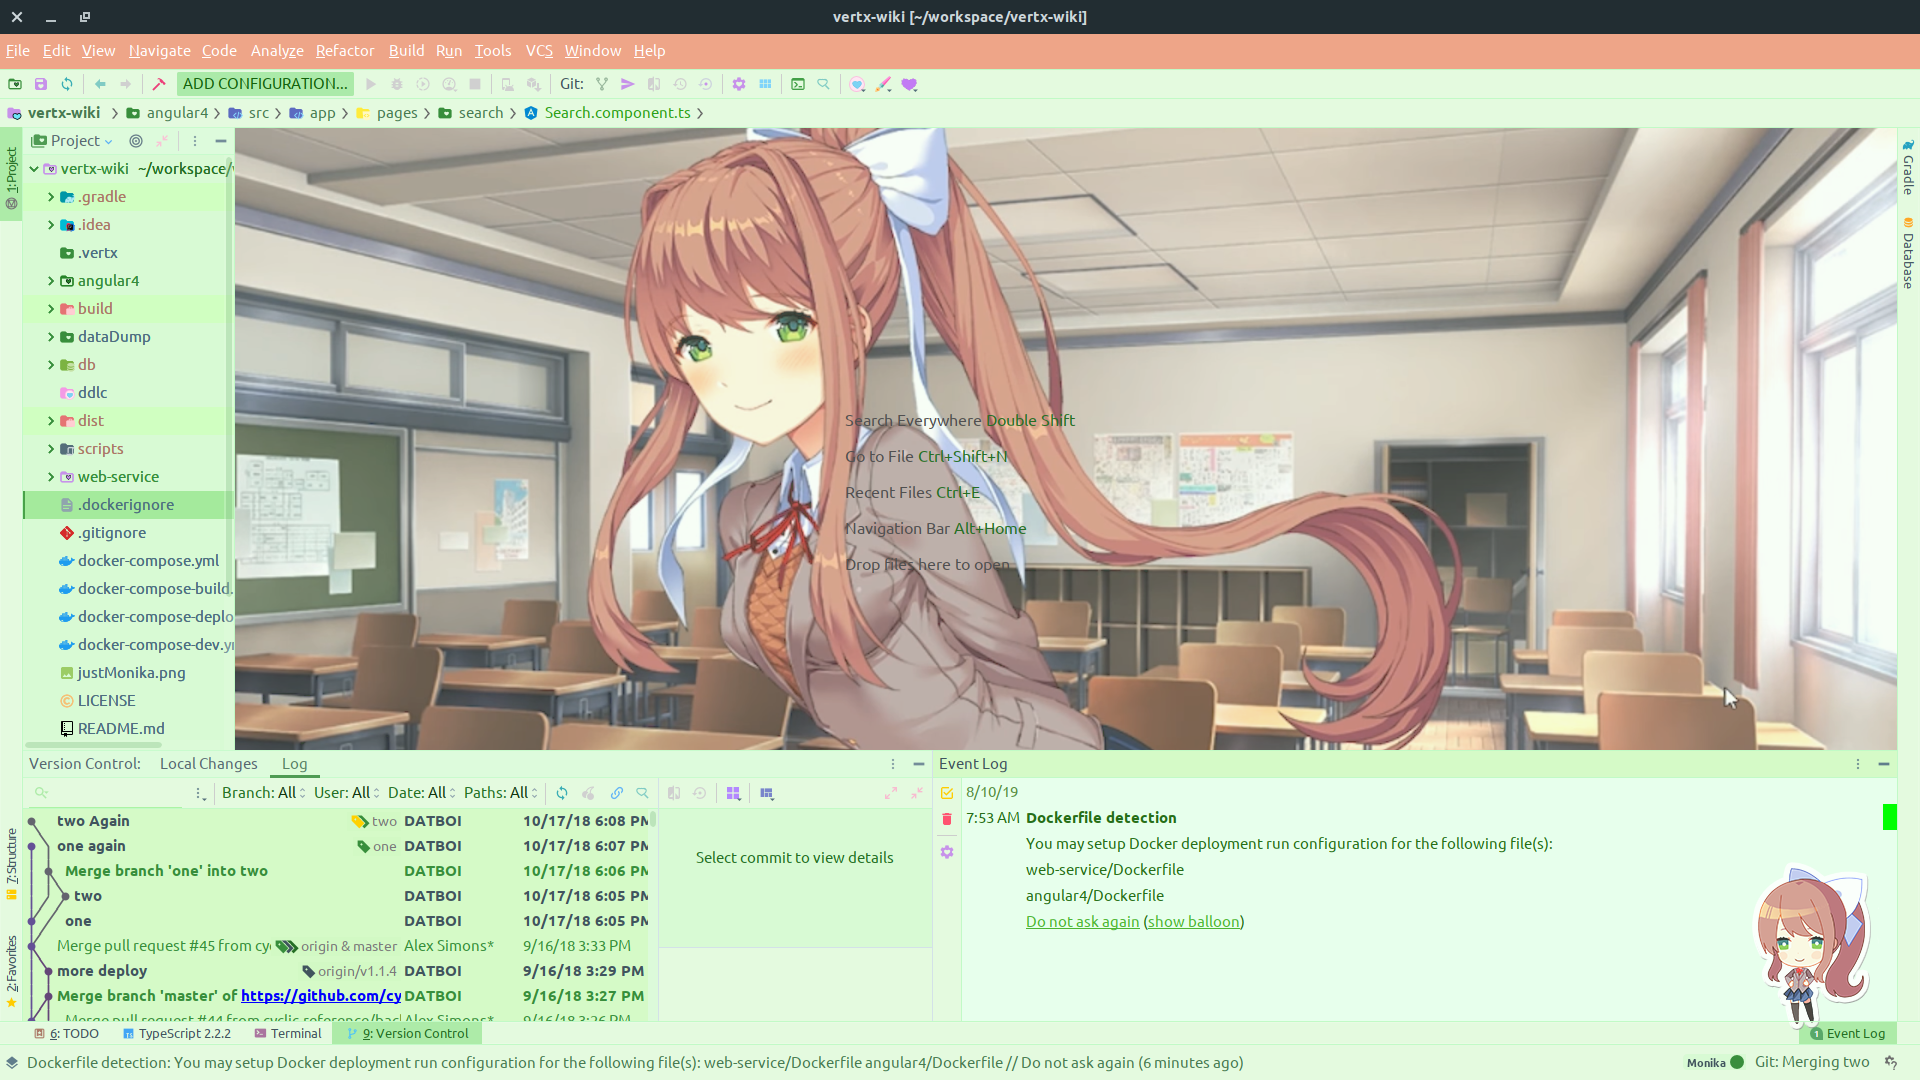 vertx-wiki [~/workspace/vertx-wiki]
File Edit View Navigate Code Analyze Refactor Build Run Tools VCS Window Help
ADD CONFIGURATION... Git:
vertx-wiki angular4 src app pages search Search.component.ts
1: Project
Project
vertx-wiki ~/workspace/
.gradle
.idea
.vertx
angular4
build
dataDump
db
ddlc
dist
scripts
web-service
.dockerignore
.gitignore
docker-compose.yml
docker-compose-build.
docker-compose-deplo
docker-compose-dev.y
justMonika.png
LICENSE
README.md
Search Everywhere Double Shift
Go to File Ctrl+Shift+N
Recent Files Ctrl+E
Navigation Bar Alt+Home
Drop files here to open
Gradle
Database
7: Structure
2: Favorites
Version Control: Local Changes Log
Branch: All User: All Date: All Paths: All
two Again two DATBOI 10/17/18 6:08 PM
one again one DATBOI 10/17/18 6:07 PM
Merge branch 'one' into two DATBOI 10/17/18 6:06 PM
two DATBOI 10/17/18 6:05 PM
one DATBOI 10/17/18 6:05 PM
Merge pull request #45 from cy origin & master Alex Simons* 9/16/18 3:33 PM
more deploy origin/v1.1.4 DATBOI 9/16/18 3:29 PM
Merge branch 'master' of https://github.com/cy DATBOI 9/16/18 3:27 PM
Merge pull request #44 from cyclic-reference/bac Alex Simons* 9/16/18 3:26 PM
Select commit to view details
Event Log
8/10/19
7:53 AM Dockerfile detection
You may setup Docker deployment run configuration for the following file(s):
web-service/Dockerfile
angular4/Dockerfile
Do not ask again (show balloon)
6: TODO TypeScript 2.2.2 Terminal 9: Version Control 1 Event Log
Dockerfile detection: You may setup Docker deployment run configuration for the following file(s): web-service/Dockerfile angular4/Dockerfile // Do not ask again (6 minutes ago) Monika Git: Merging two